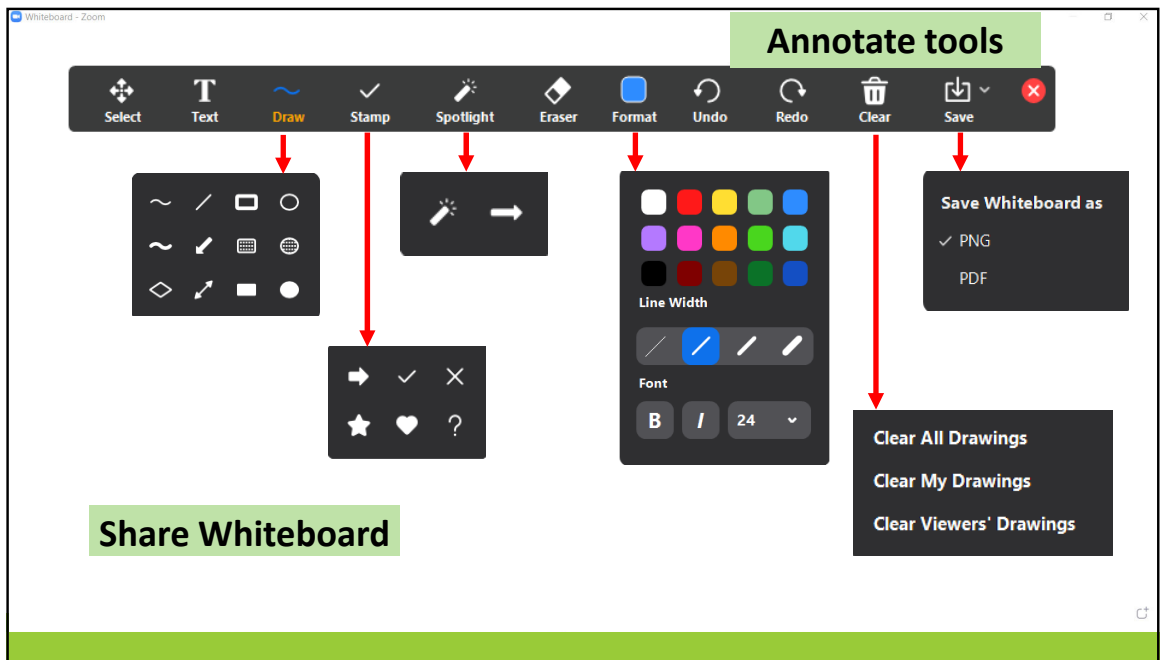 Whiteboard - Zoom
Annotate tools
Select Text Draw Stamp Spotlight Eraser Format Undo Redo Clear Save
Save Whiteboard as
PNG
PDF
Line Width
Font
B I 24
Clear All Drawings
Clear My Drawings
Clear Viewers' Drawings
Share Whiteboard